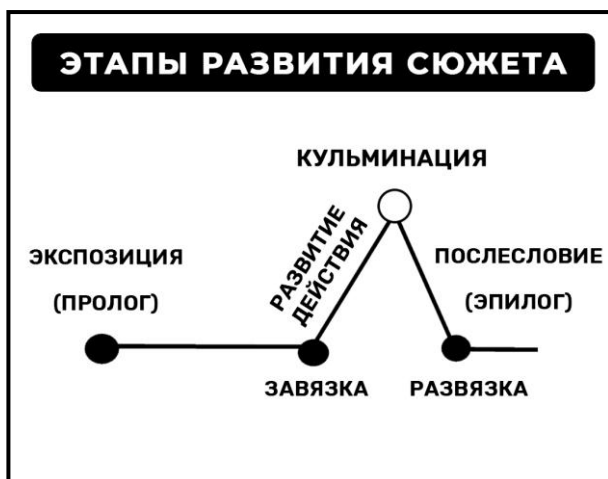 ЭТАПЫ РАЗВИТИЯ СЮЖЕТА
КУЛЬМИНАЦИЯ
РАЗВИТИЕ
ДЕЙСТВИЯ
ЭКСПОЗИЦИЯ
(ПРОЛОГ)
ПОСЛЕСЛОВИЕ
(ЭПИЛОГ)
ЗАВЯЗКА
РАЗВЯЗКА